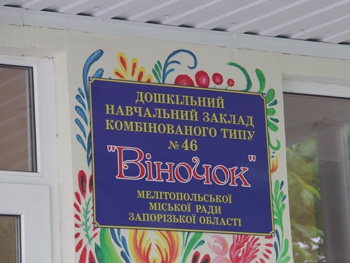 ДОШКІЛЬНИЙ
НАВЧАЛЬНИЙ ЗАКЛАД
КОМБІНОВАНОГО ТИПУ
№ 46
"Віночок"
МЕЛІТОПОЛЬСЬКОЇ
МІСЬКОЇ РАДИ
ЗАПОРІЗЬКОЇ ОБЛАСТІ